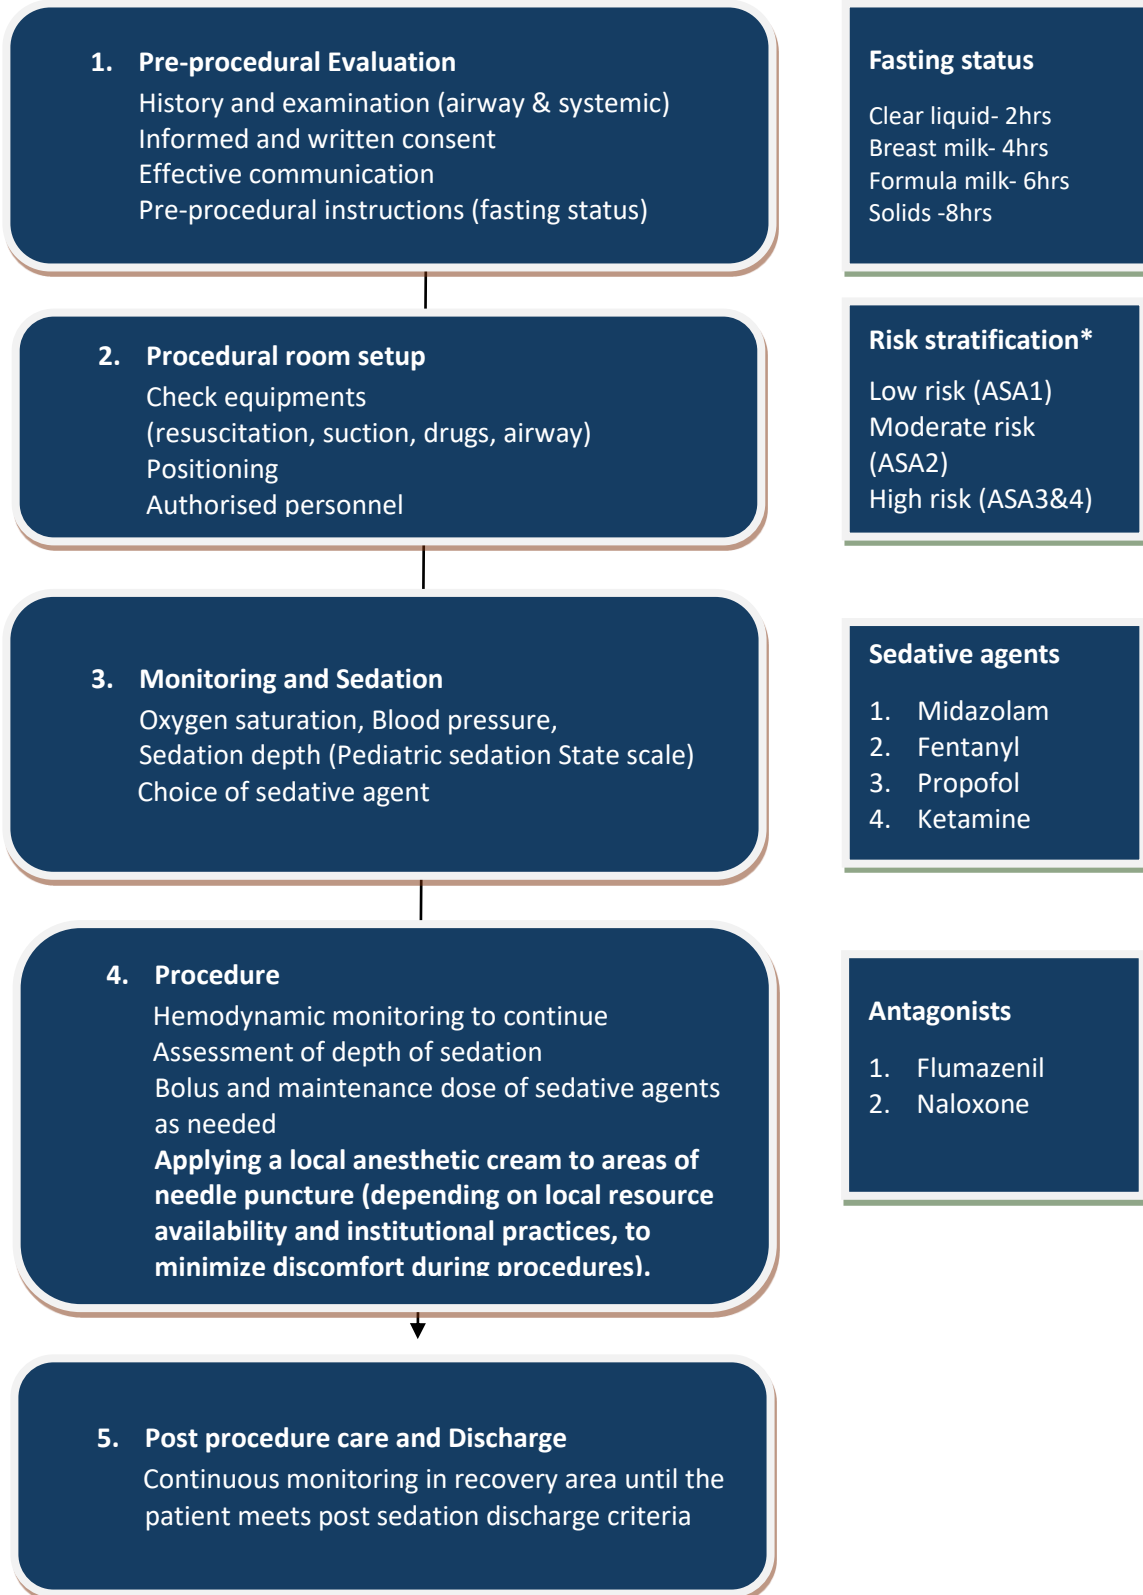 1. Pre-procedural Evaluation
History and examination (airway & systemic)
Informed and written consent
Effective communication
Pre-procedural instructions (fasting status)
Fasting status
Clear liquid- 2hrs
Breast milk- 4hrs
Formula milk- 6hrs
Solids -8hrs
2. Procedural room setup
Check equipments
(resuscitation, suction, drugs, airway)
Positioning
Authorised personnel
Risk stratification*
Low risk (ASA1)
Moderate risk
(ASA2)
High risk (ASA3&4)
3. Monitoring and Sedation
Oxygen saturation, Blood pressure,
Sedation depth (Pediatric sedation State scale)
Choice of sedative agent
Sedative agents
1. Midazolam
2. Fentanyl
3. Propofol
4. Ketamine
4. Procedure
Hemodynamic monitoring to continue
Assessment of depth of sedation
Bolus and maintenance dose of sedative agents
as needed
Applying a local anesthetic cream to areas of
needle puncture (depending on local resource
availability and institutional practices, to
minimize discomfort during procedures).
Antagonists
1. Flumazenil
2. Naloxone
5. Post procedure care and Discharge
Continuous monitoring in recovery area until the
patient meets post sedation discharge criteria